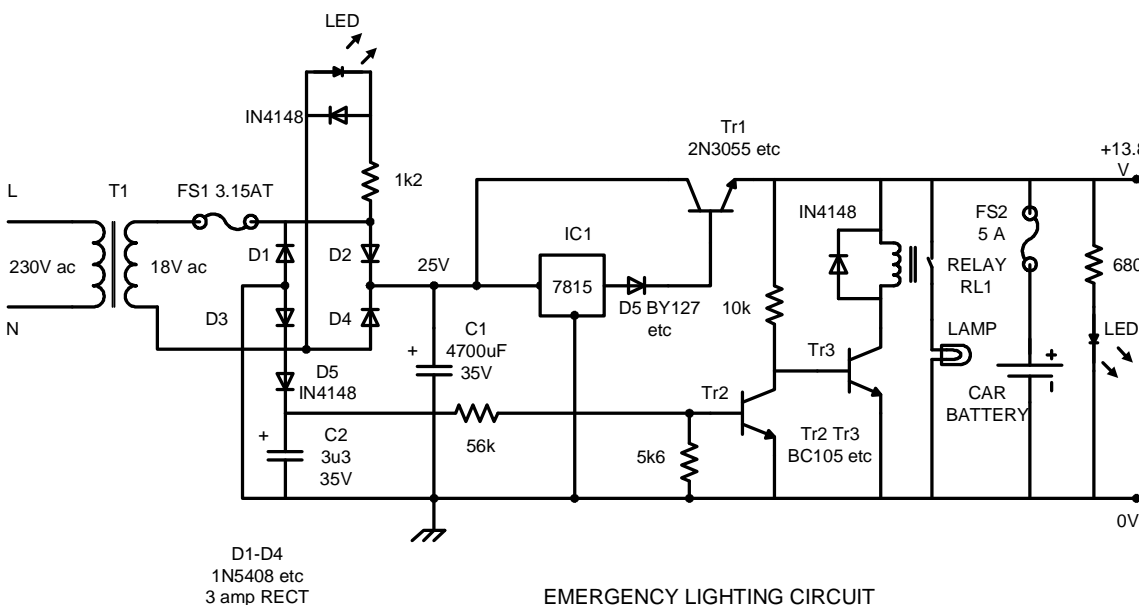 LED
IN4148
1k2
L
T1
FS1 3.15AT
230V ac
18V ac
N
D1
D2
D3
D4
25V
D5
IN4148
C1
4700uF
35V
C2
3u3
35V
56k
5k6
IC1
7815
D5 BY127
etc
Tr1
2N3055 etc
10k
Tr2
Tr3
Tr2 Tr3
BC105 etc
IN4148
RELAY
RL1
LAMP
FS2
5 A
CAR
BATTERY
+13.8
V
680
LED
0V
D1-D4
1N5408 etc
3 amp RECT
EMERGENCY LIGHTING CIRCUIT